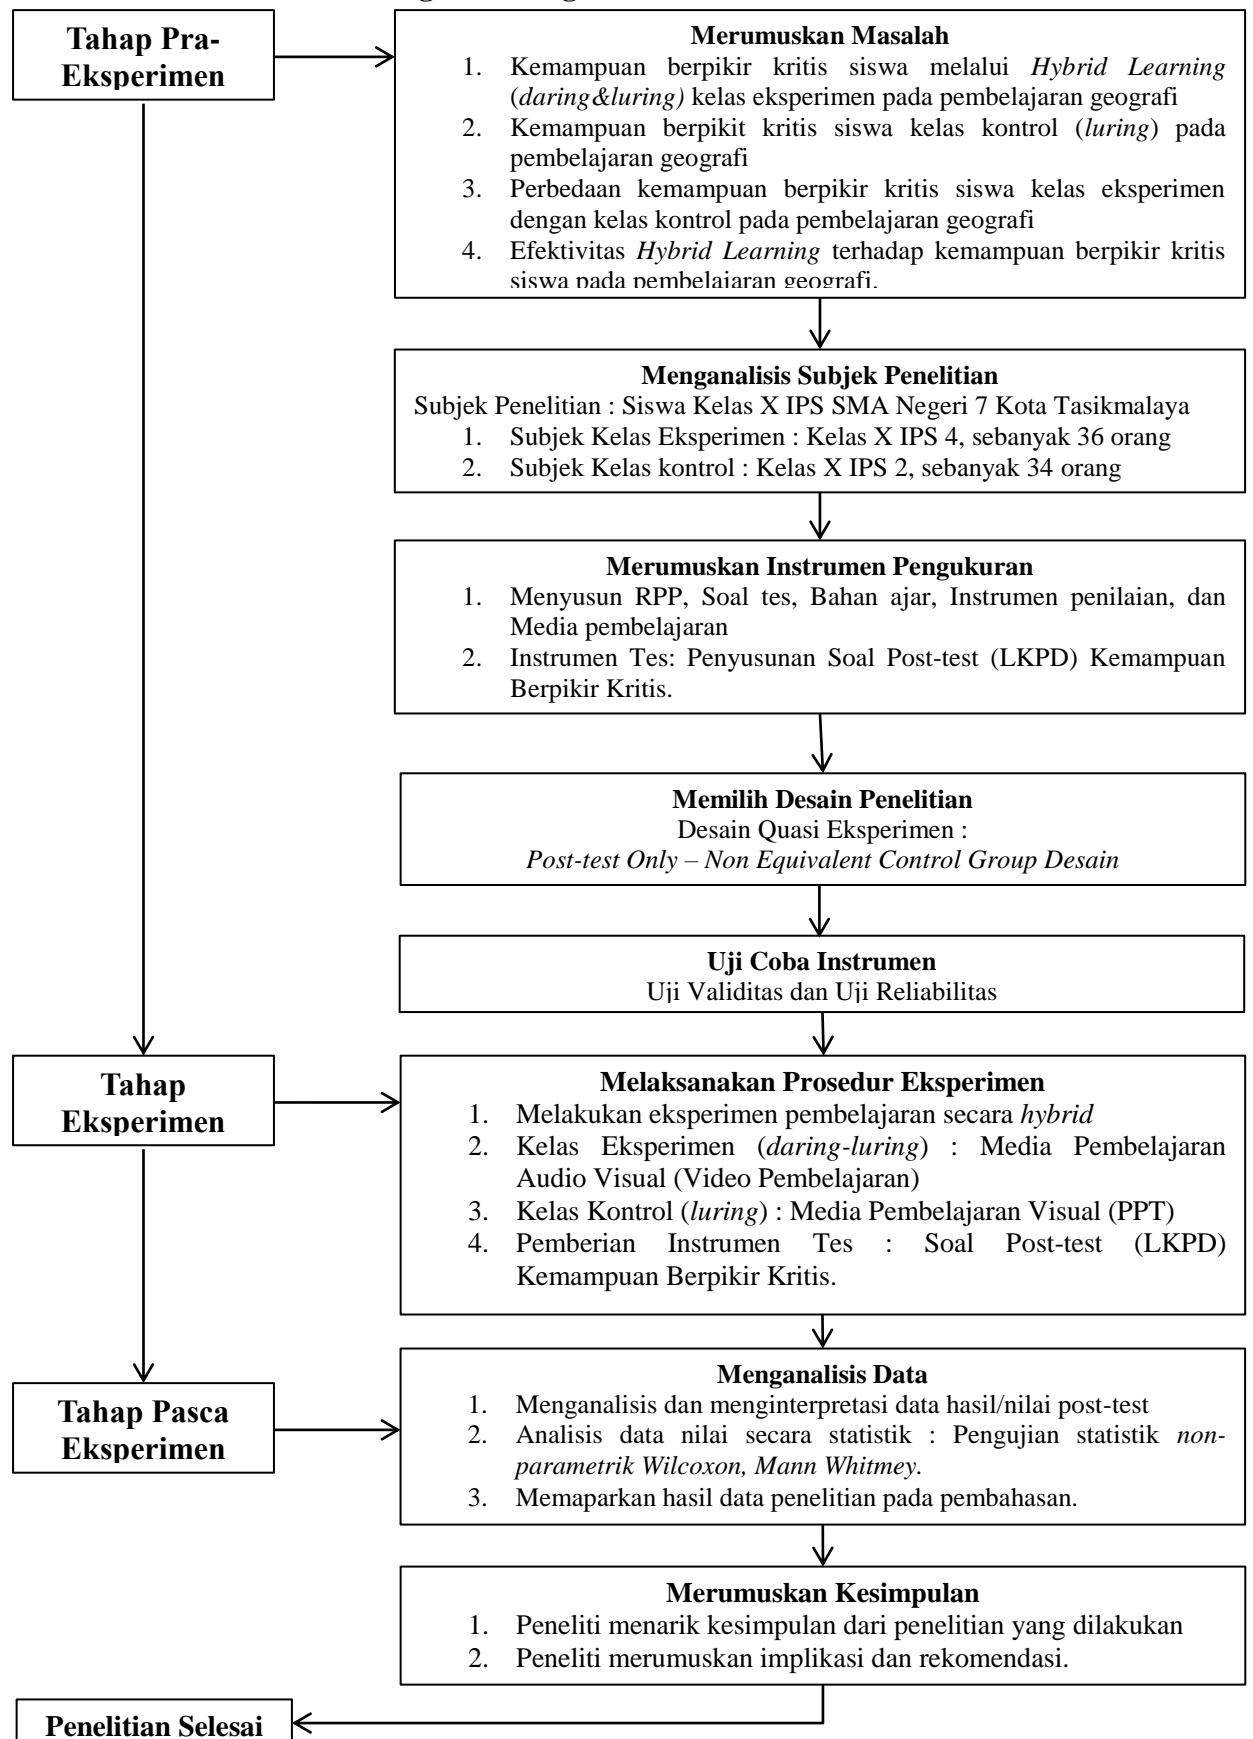 Tahap Pra-
Eksperimen
Merumuskan Masalah
1. Kemampuan berpikir kritis siswa melalui Hybrid Learning
(daring&luring) kelas eksperimen pada pembelajaran geografi
2. Kemampuan berpikit kritis siswa kelas kontrol (luring) pada
pembelajaran geografi
3. Perbedaan kemampuan berpikir kritis siswa kelas eksperimen
dengan kelas kontrol pada pembelajaran geografi
4. Efektivitas Hybrid Learning terhadap kemampuan berpikir kritis
siswa pada pembelajaran geografi.
Menganalisis Subjek Penelitian
Subjek Penelitian : Siswa Kelas X IPS SMA Negeri 7 Kota Tasikmalaya
1. Subjek Kelas Eksperimen : Kelas X IPS 4, sebanyak 36 orang
2. Subjek Kelas kontrol : Kelas X IPS 2, sebanyak 34 orang
Merumuskan Instrumen Pengukuran
1. Menyusun RPP, Soal tes, Bahan ajar, Instrumen penilaian, dan
Media pembelajaran
2. Instrumen Tes: Penyusunan Soal Post-test (LKPD) Kemampuan
Berpikir Kritis.
Memilih Desain Penelitian
Desain Quasi Eksperimen :
Post-test Only – Non Equivalent Control Group Desain
Uji Coba Instrumen
Uji Validitas dan Uji Reliabilitas
Tahap
Eksperimen
Melaksanakan Prosedur Eksperimen
1. Melakukan eksperimen pembelajaran secara hybrid
2. Kelas Eksperimen (daring-luring) : Media Pembelajaran
Audio Visual (Video Pembelajaran)
3. Kelas Kontrol (luring) : Media Pembelajaran Visual (PPT)
4. Pemberian Instrumen Tes : Soal Post-test (LKPD)
Kemampuan Berpikir Kritis.
Tahap Pasca
Eksperimen
Menganalisis Data
1. Menganalisis dan menginterpretasi data hasil/nilai post-test
2. Analisis data nilai secara statistik : Pengujian statistik non-
parametrik Wilcoxon, Mann Whitmey.
3. Memaparkan hasil data penelitian pada pembahasan.
Merumuskan Kesimpulan
1. Peneliti menarik kesimpulan dari penelitian yang dilakukan
2. Peneliti merumuskan implikasi dan rekomendasi.
Penelitian Selesai